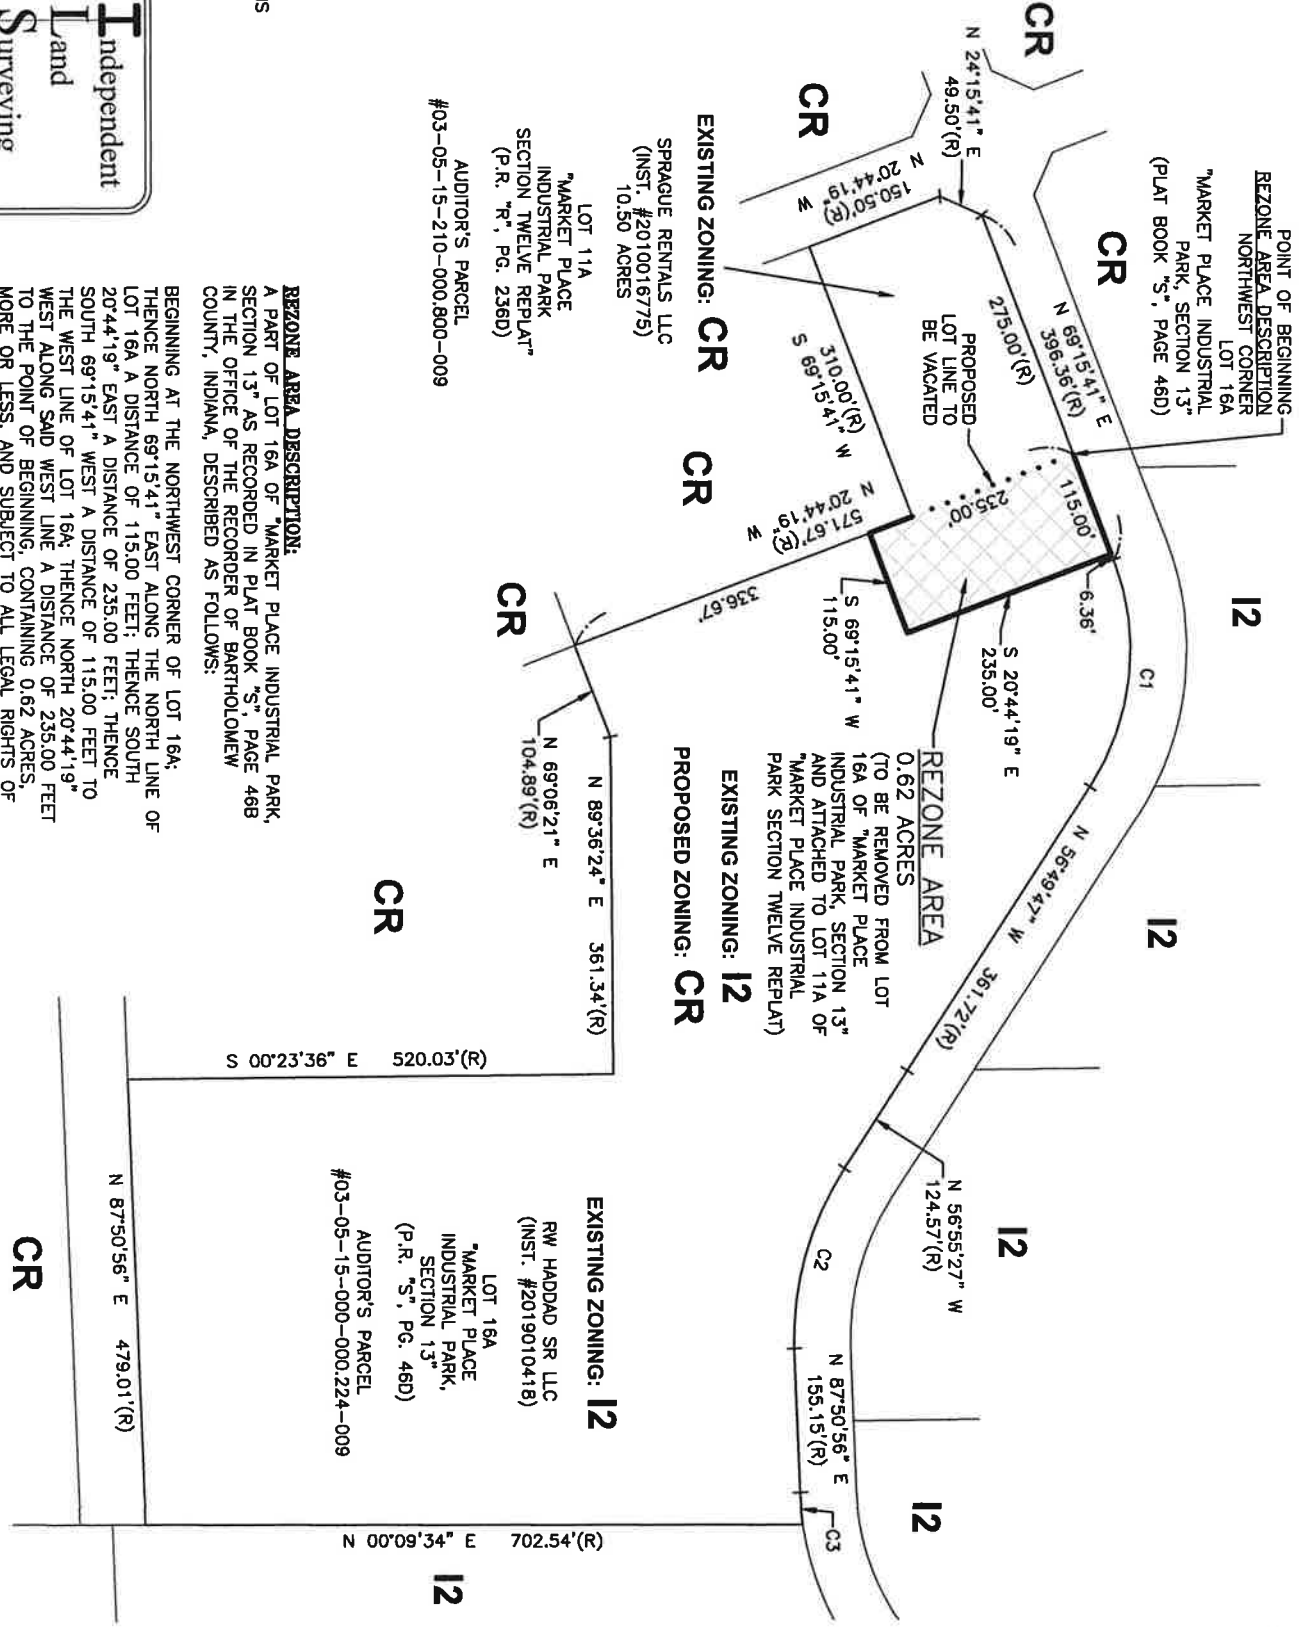 POINT OF BEGINNING
REZONE AREA DESCRIPTION
NORTHWEST CORNER
LOT 16A
"MARKET PLACE INDUSTRIAL
PARK, SECTION 13"
(PLAT BOOK "S", PAGE 46D)
CR
CR
I2
I2
I2
I2
N 24°15'41" E
49.50'(R)
N 69°15'41" E
396.36'(R)
275.00'(R)
115.00'
6.36'
C1
N 56°49'47" W 361.72'(R)
N 56°55'27" W
124.57'(R)
C2
N 87°50'56" E
155.15'(R)
C3
CR
N 20°44'19" W
150.50'(R)
PROPOSED
LOT LINE TO
BE VACATED
235.00'
S 20°44'19" E
235.00'
310.00'(R)
S 69°15'41" W
S 69°15'41" W
115.00'
REZONE AREA
0.62 ACRES
(TO BE REMOVED FROM LOT
16A OF "MARKET PLACE
INDUSTRIAL PARK, SECTION 13"
AND ATTACHED TO LOT 11A OF
"MARKET PLACE INDUSTRIAL
PARK SECTION TWELVE REPLAT)
EXISTING ZONING: I2
PROPOSED ZONING: CR
EXISTING ZONING: CR
SPRAGUE RENTALS LLC
(INST. #2010016775)
10.50 ACRES
LOT 11A
"MARKET PLACE
INDUSTRIAL PARK
SECTION TWELVE REPLAT"
(P.R. "R", PG. 236D)
AUDITOR'S PARCEL
#03-05-15-210-000.800-009
CR
N 20°44'19" W
571.67'(R)
336.67'
CR
N 69°06'21" E
104.89'(R)
N 89°36'24" E 361.34'(R)
CR
S 00°23'36" E 520.03'(R)
EXISTING ZONING: I2
RW HADDAD SR LLC
(INST. #2019010418)
LOT 16A
"MARKET PLACE
INDUSTRIAL PARK,
SECTION 13"
(P.R. "S", PG. 46D)
AUDITOR'S PARCEL
#03-05-15-000-000.224-009
N 00°09'34" E 702.54'(R)
I2
N 87°50'56" E 479.01'(R)
CR
REZONE AREA DESCRIPTION:
A PART OF LOT 16A OF "MARKET PLACE INDUSTRIAL PARK,
SECTION 13" AS RECORDED IN PLAT BOOK "S", PAGE 46B
IN THE OFFICE OF THE RECORDER OF BARTHOLOMEW
COUNTY, INDIANA, DESCRIBED AS FOLLOWS:
BEGINNING AT THE NORTHWEST CORNER OF LOT 16A;
THENCE NORTH 69°15'41" EAST ALONG THE NORTH LINE OF
LOT 16A A DISTANCE OF 115.00 FEET; THENCE SOUTH
20°44'19" EAST A DISTANCE OF 235.00 FEET; THENCE
SOUTH 69°15'41" WEST A DISTANCE OF 115.00 FEET TO
THE WEST LINE OF LOT 16A; THENCE NORTH 20°44'19"
WEST ALONG SAID WEST LINE A DISTANCE OF 235.00 FEET
TO THE POINT OF BEGINNING, CONTAINING 0.62 ACRES,
MORE OR LESS, AND SUBJECT TO ALL LEGAL RIGHTS OF
Independent
Land
Surveying